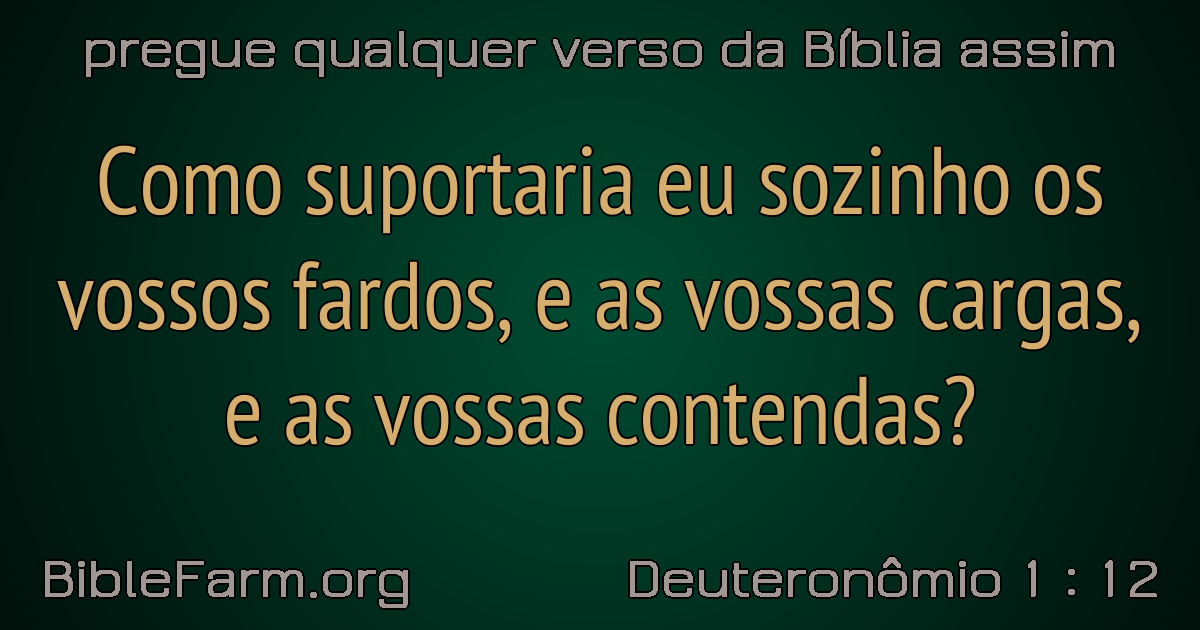 pregue qualquer verso da Bíblia assim
Como suportaria eu sozinho os
vossos fardos, e as vossas cargas,
e as vossas contendas?
BibleFarm.org
Deuteronômio 1 : 12